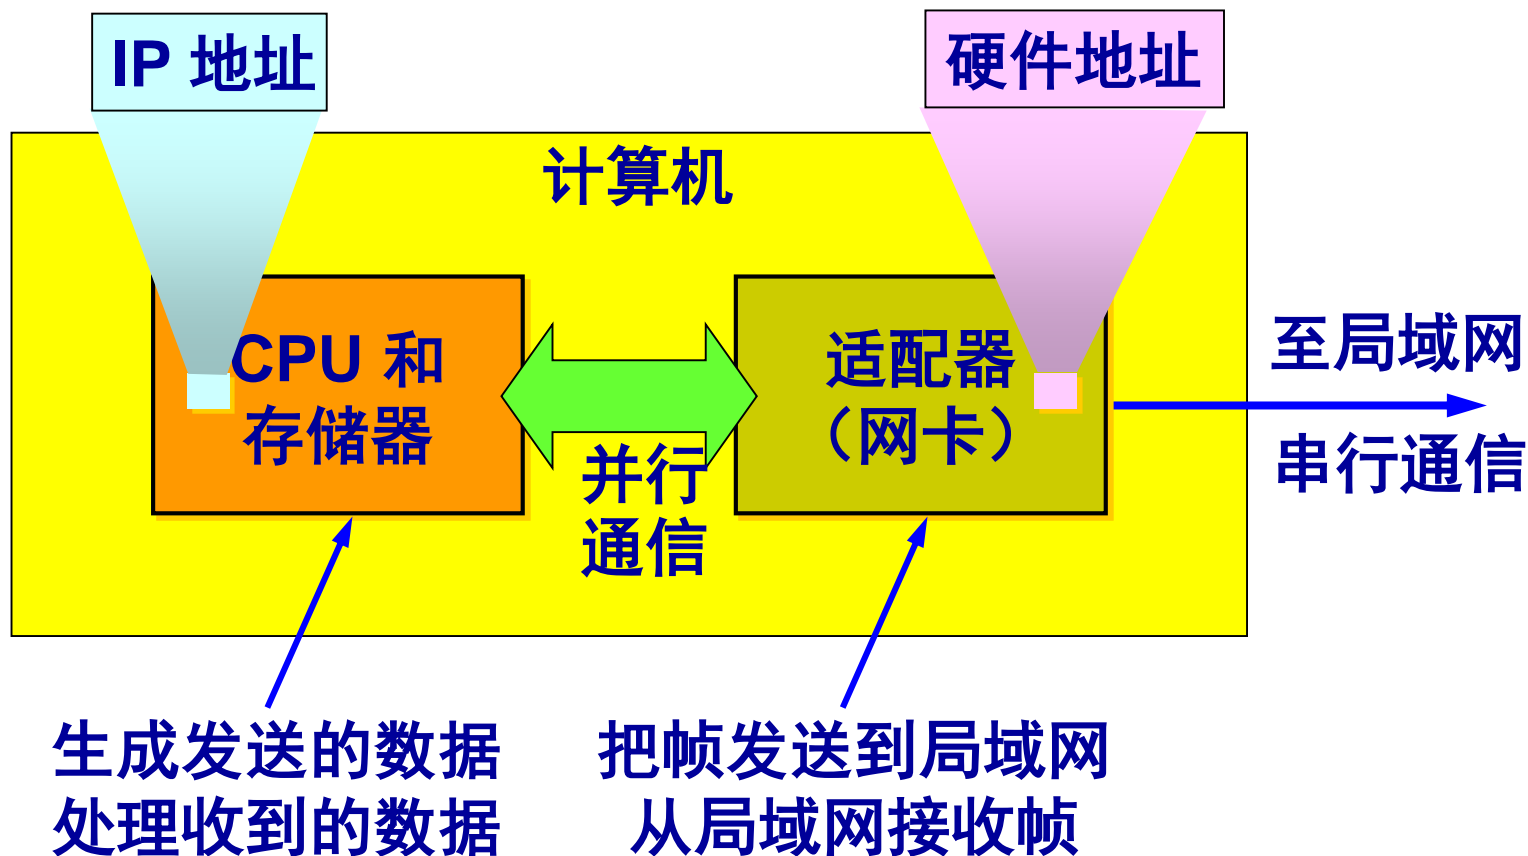 IP 地址
硬件地址
计算机
CPU 和
存储器
适配器
（网卡）
并行
通信
至局域网
串行通信
生成发送的数据
处理收到的数据
把帧发送到局域网
从局域网接收帧